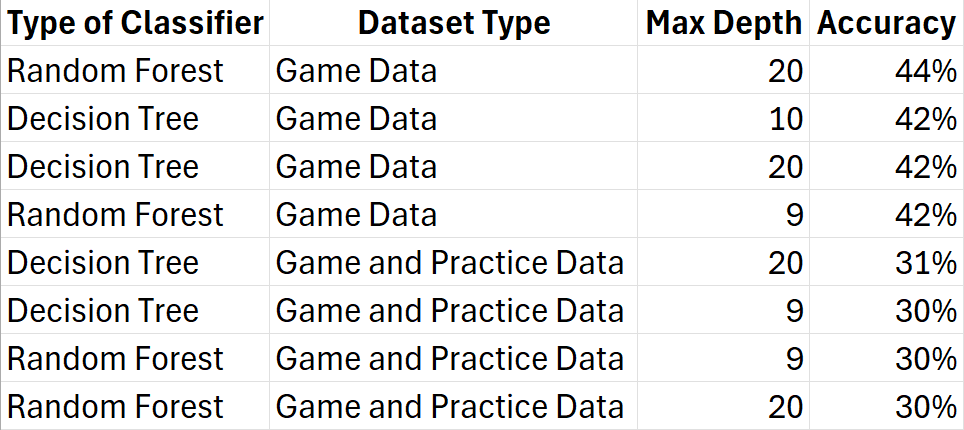 Type of Classifier Dataset Type Max Depth Accuracy
Random Forest Game Data 20 44%
Decision Tree Game Data 10 42%
Decision Tree Game Data 20 42%
Random Forest Game Data 9 42%
Decision Tree Game and Practice Data 20 31%
Decision Tree Game and Practice Data 9 30%
Random Forest Game and Practice Data 9 30%
Random Forest Game and Practice Data 20 30%